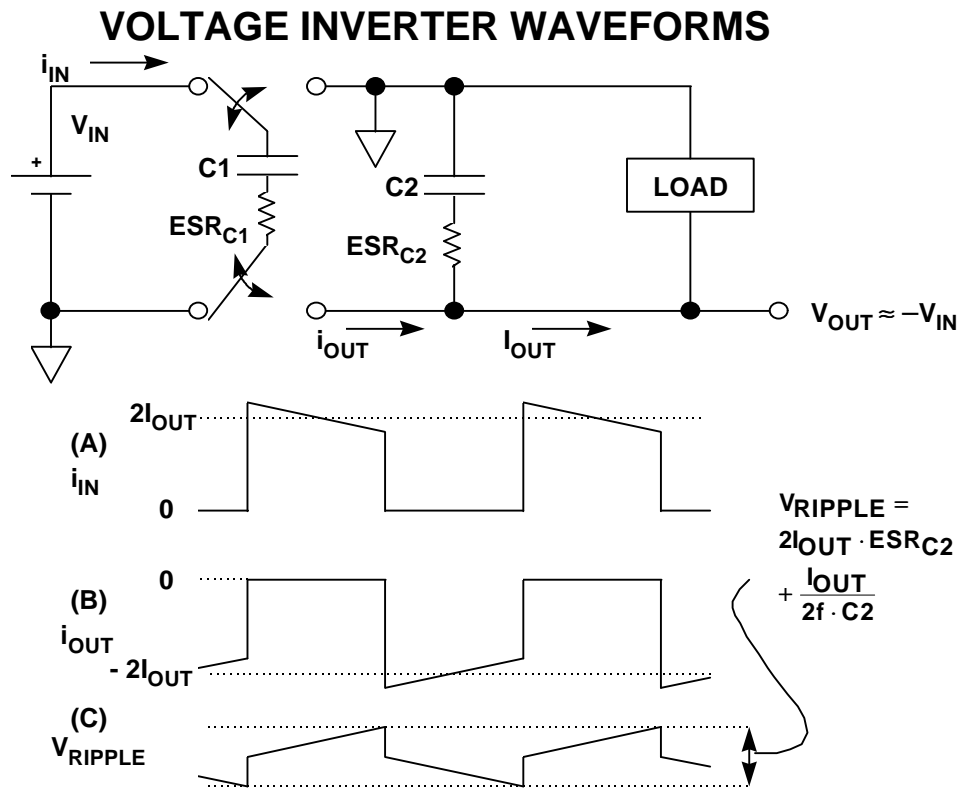 VOLTAGE INVERTER WAVEFORMS
iIN
VIN
+
C1
ESRC1
C2
ESRC2
LOAD
iOUT
IOUT
VOUT ≈ −VIN
(A)
iIN
2IOUT
0
(B)
iOUT
0
- 2IOUT
(C)
VRIPPLE
VRIPPLE =
2IOUT · ESRC2
+ IOUT
2f · C2